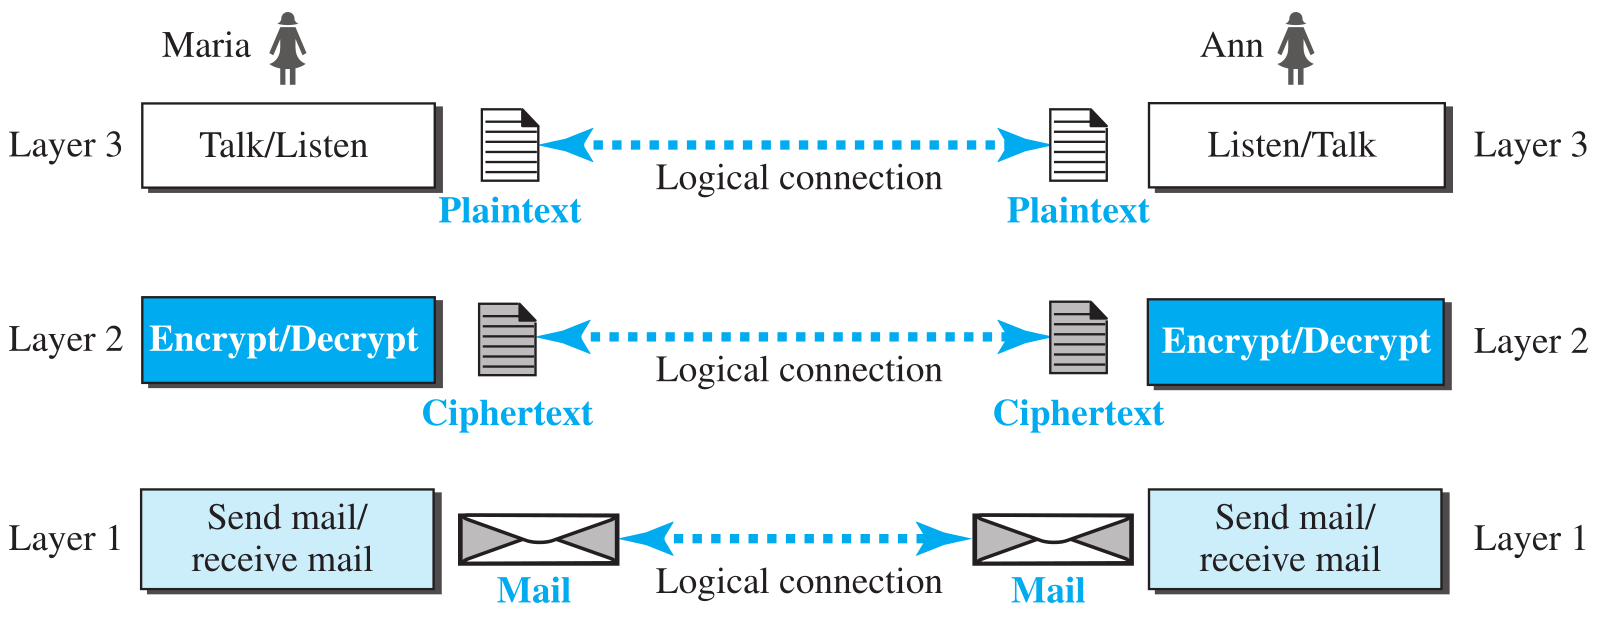 Maria
Ann
Layer 3
Talk/Listen
Listen/Talk
Layer 3
Logical connection
Plaintext
Plaintext
Layer 2
Encrypt/Decrypt
Encrypt/Decrypt
Layer 2
Logical connection
Ciphertext
Ciphertext
Layer 1
Send mail/
receive mail
Send mail/
receive mail
Layer 1
Mail
Logical connection
Mail